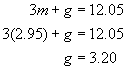 3m + g = 12.05
3(2.95) + g = 12.05
g = 3.20